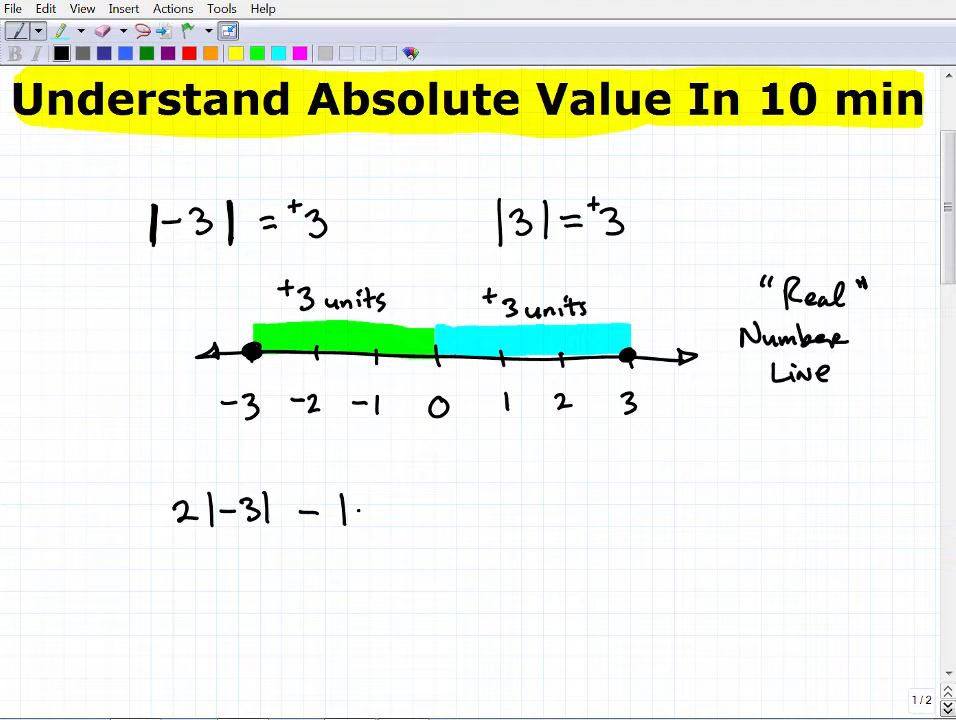 File Edit View Insert Actions Tools Help
B I
Understand Absolute Value In 10 min
|-3| = +3 |3| = +3
+3 units +3 units
"Real"
Number
Line
-3 -2 -1 0 1 2 3
2|-3| - |
1/2